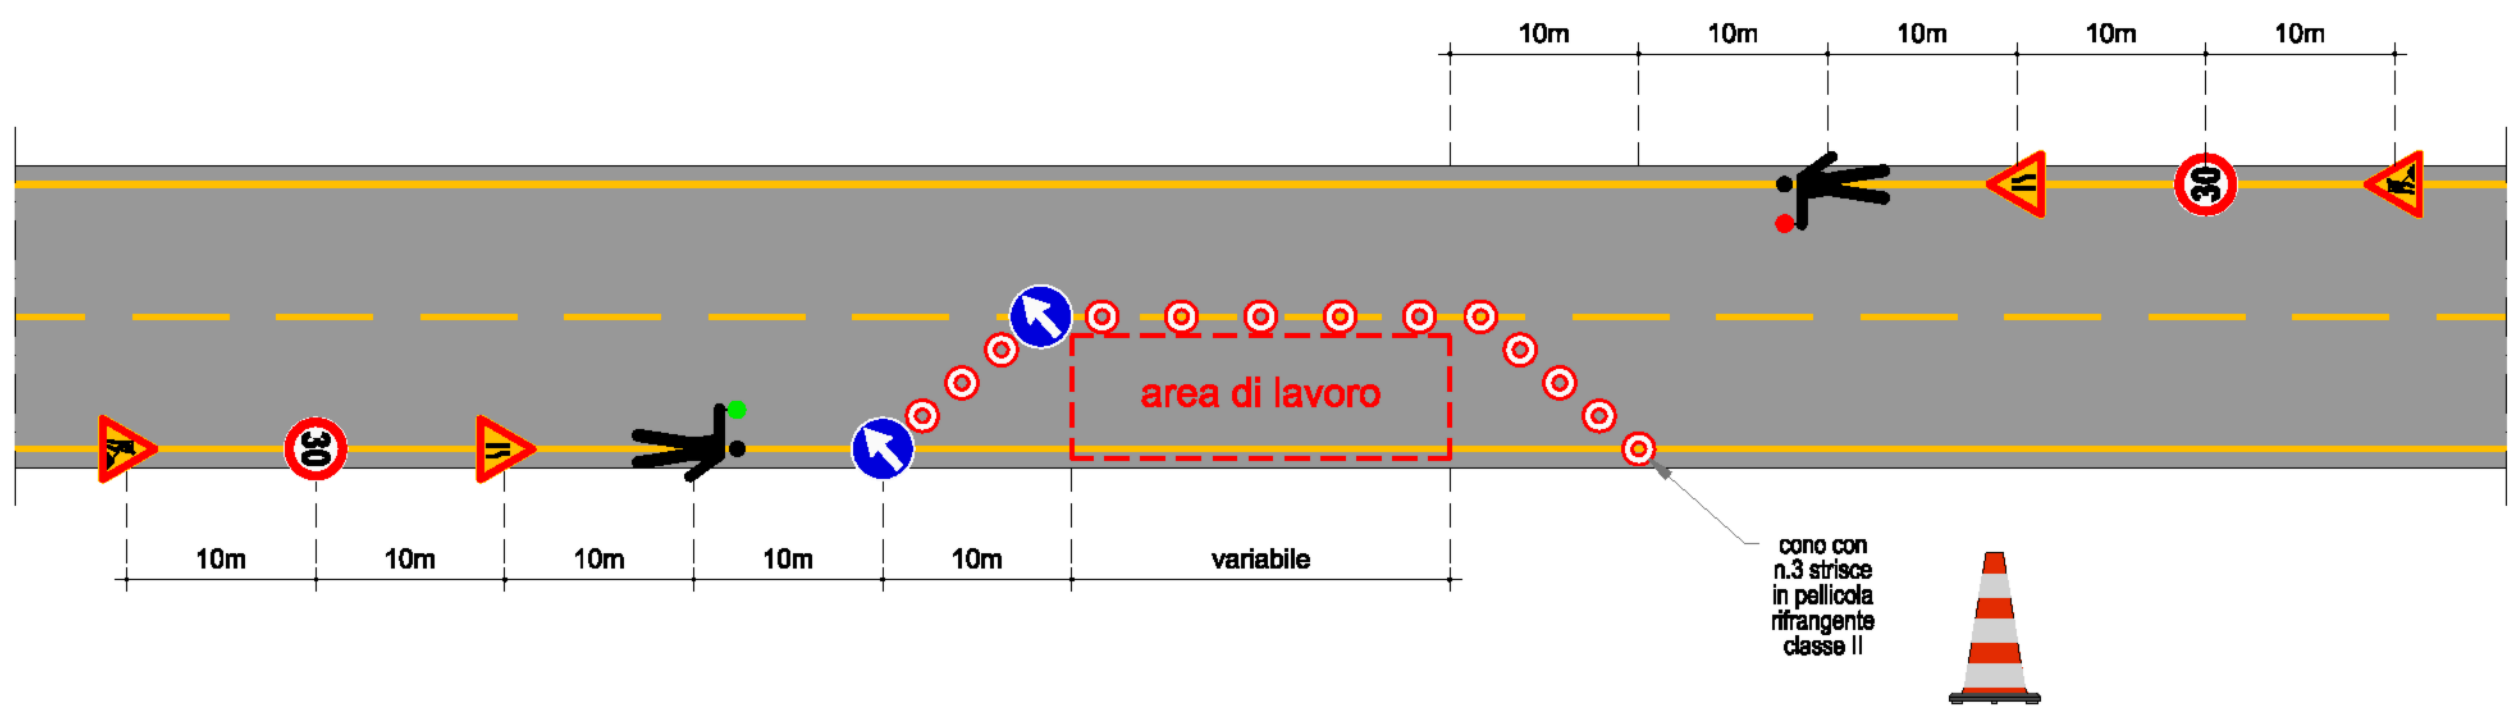 10m 10m 10m 10m 10m
30
area di lavoro
30
10m 10m 10m 10m 10m variabile
cono con
n.3 strisce
in pellicola
rifrangente
classe II